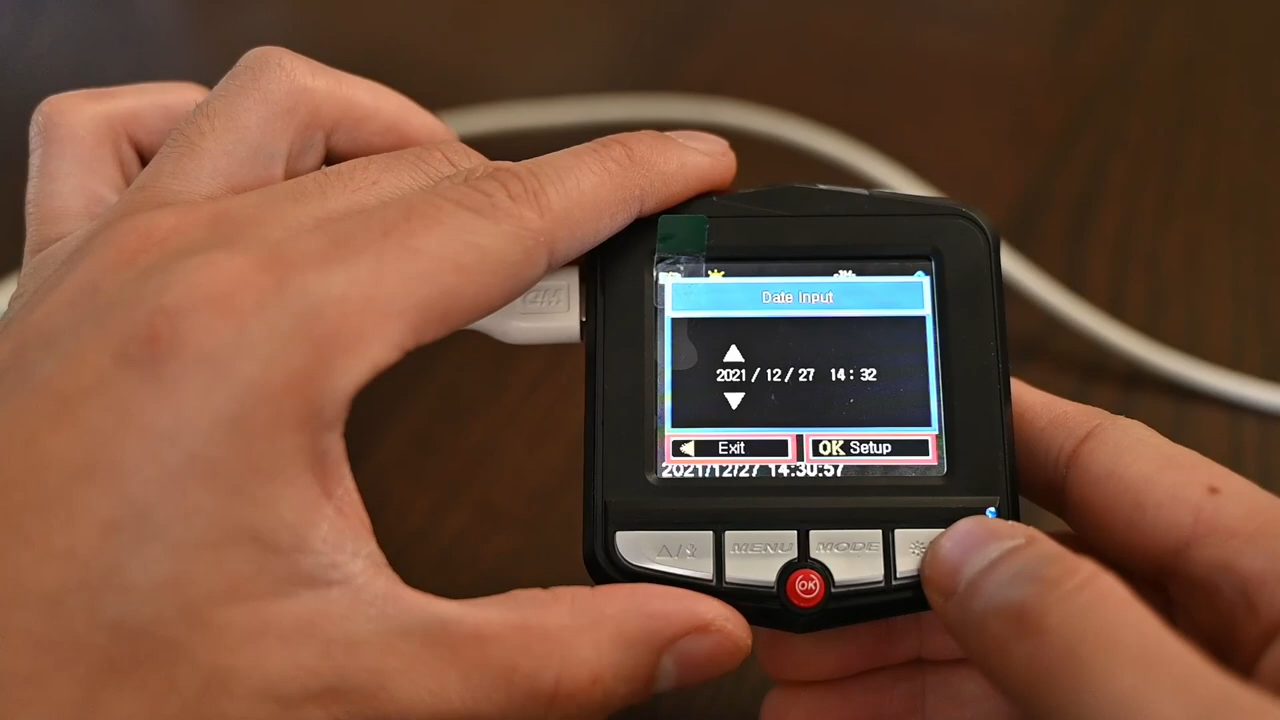 Date Input
2021 / 12 / 27 14 : 32
Exit OK Setup
2021/12/27 14:30:57
MENU MODE
OK